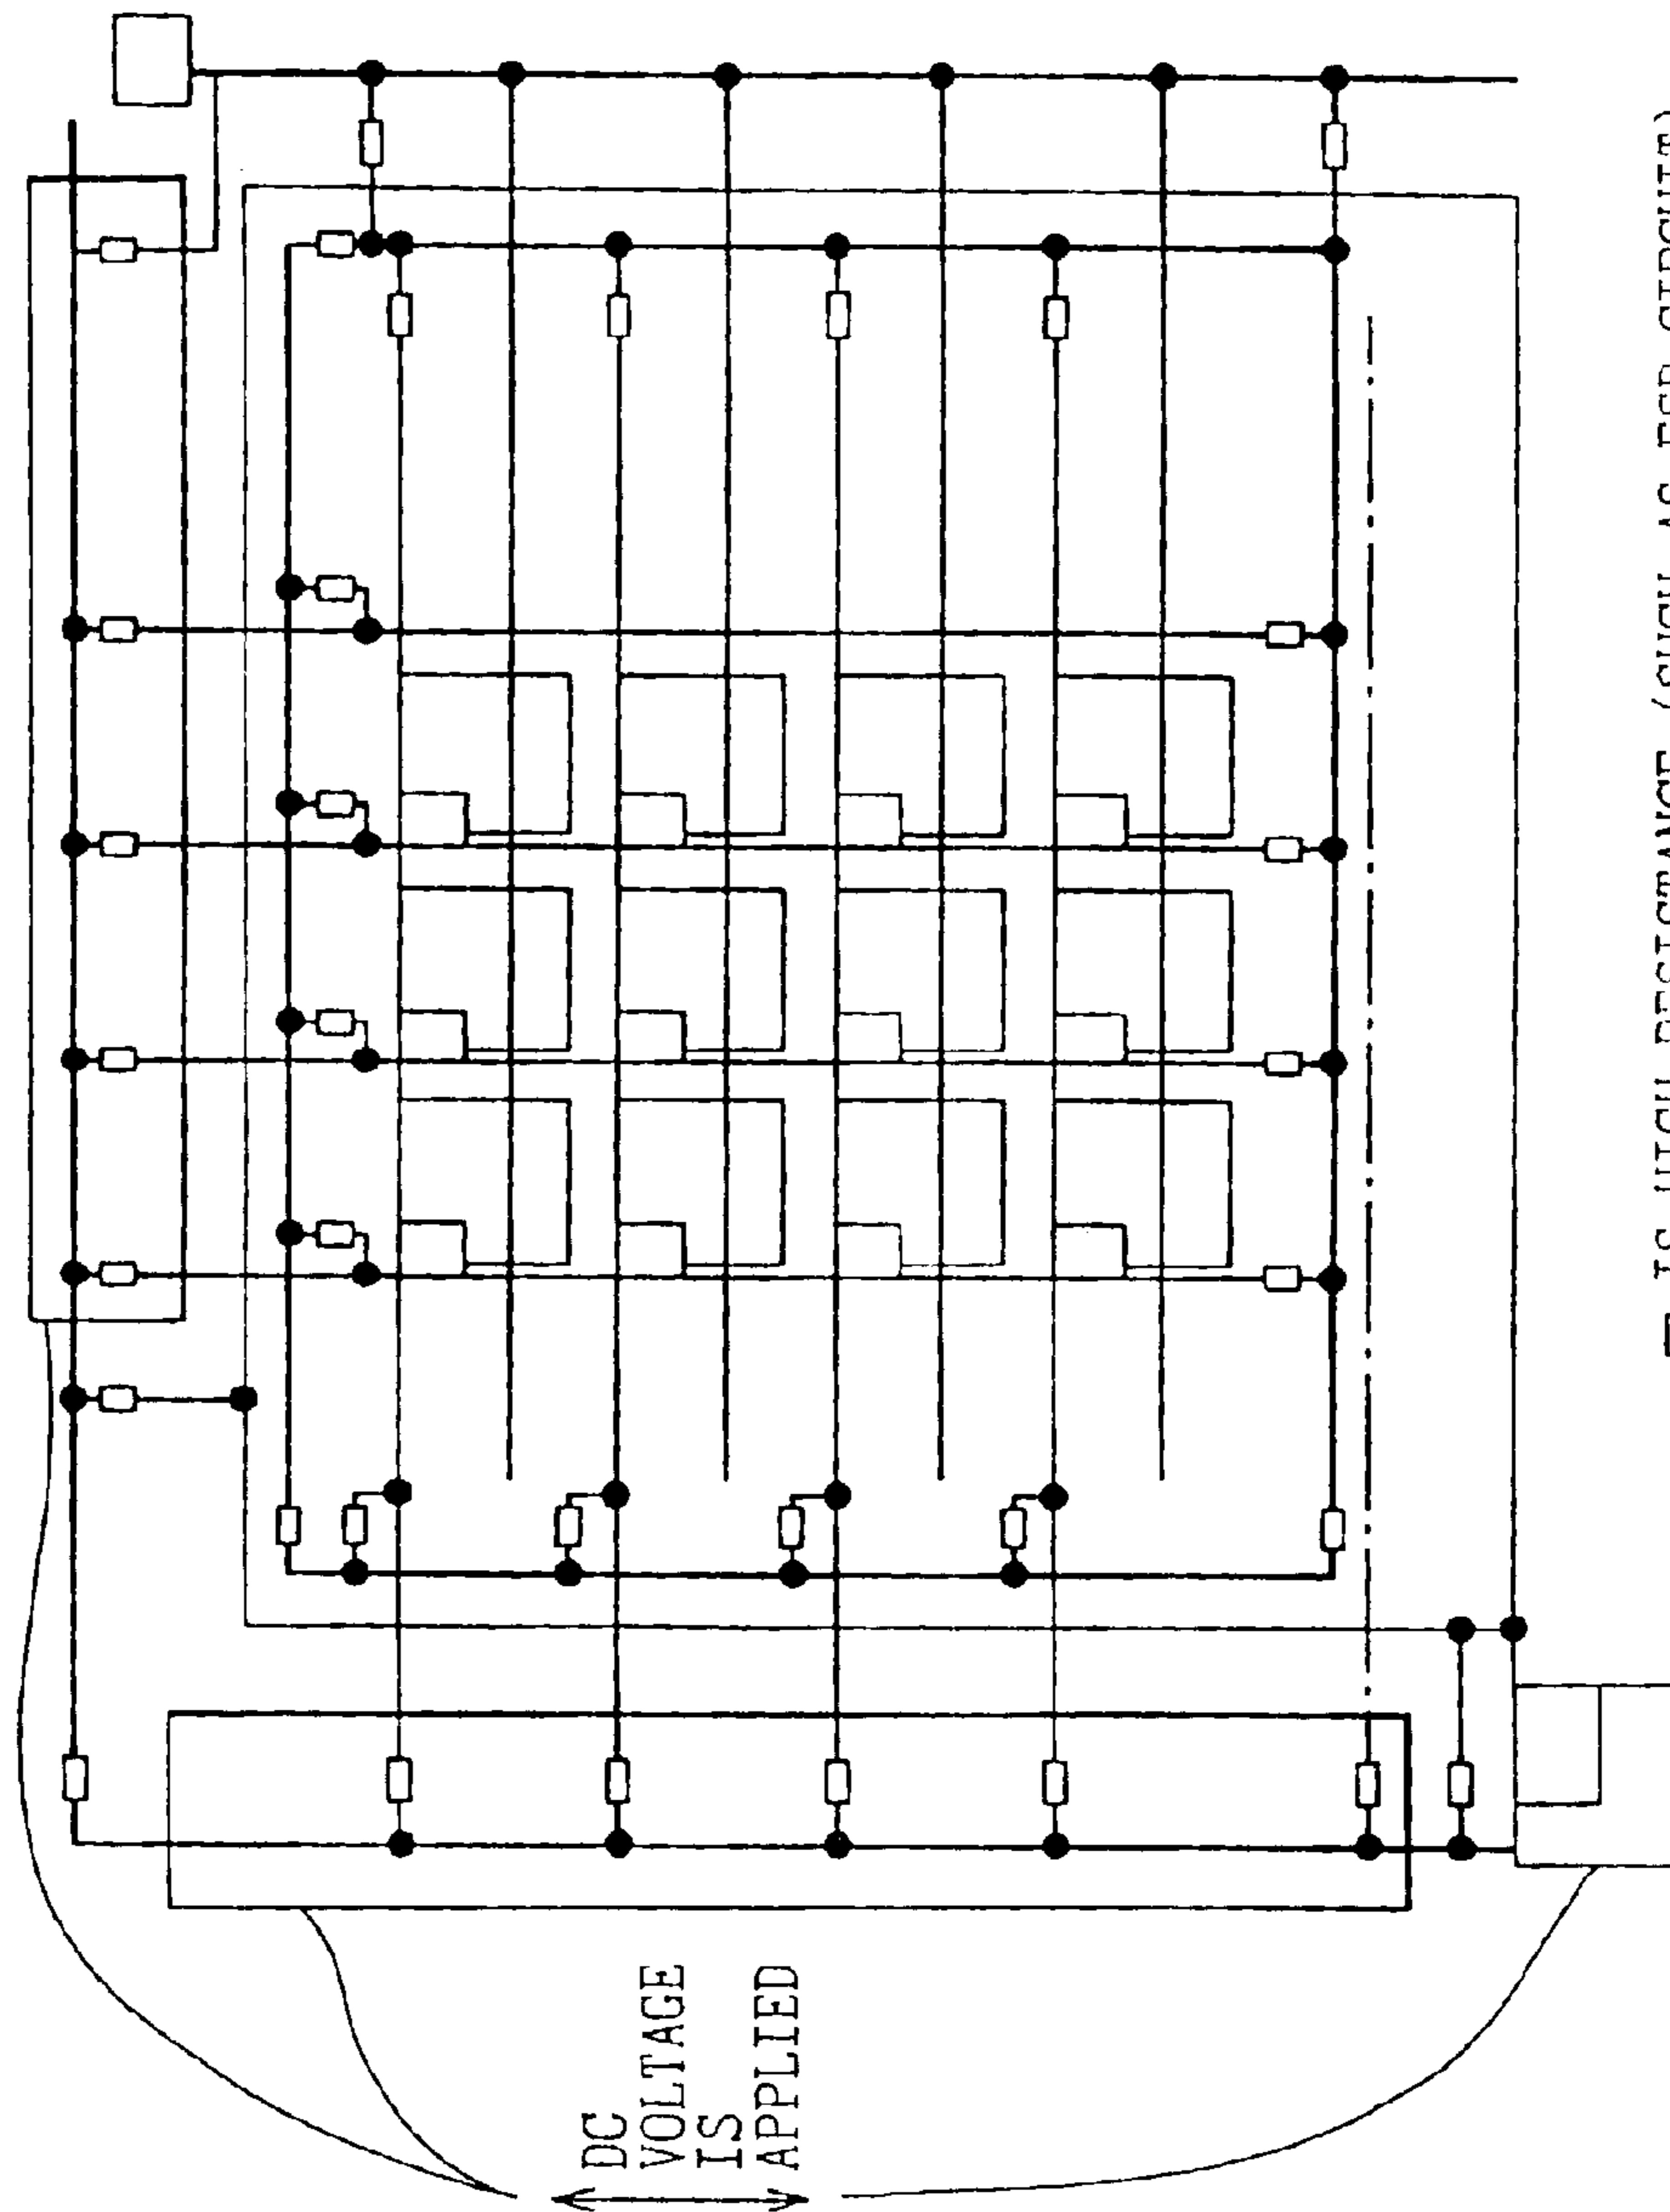 DC
VOLTAGE
IS
APPLIED
IS HIGH RESISTANCE (SUCH AS ESD CIRCUIT)